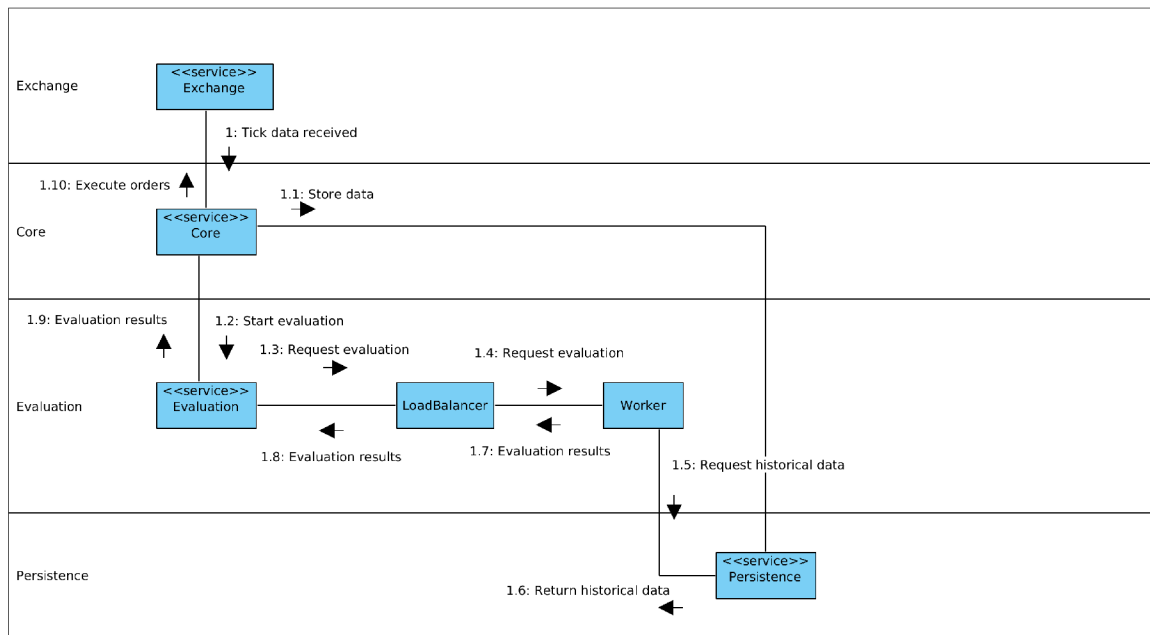 <<service>>
Exchange
Exchange
1: Tick data received
1.10: Execute orders
1.1: Store data
<<service>>
Core
Core
1.9: Evaluation results
1.2: Start evaluation
1.3: Request evaluation
1.4: Request evaluation
<<service>>
Evaluation
Evaluation
LoadBalancer
Worker
1.8: Evaluation results
1.7: Evaluation results
1.5: Request historical data
<<service>>
Persistence
Persistence
1.6: Return historical data